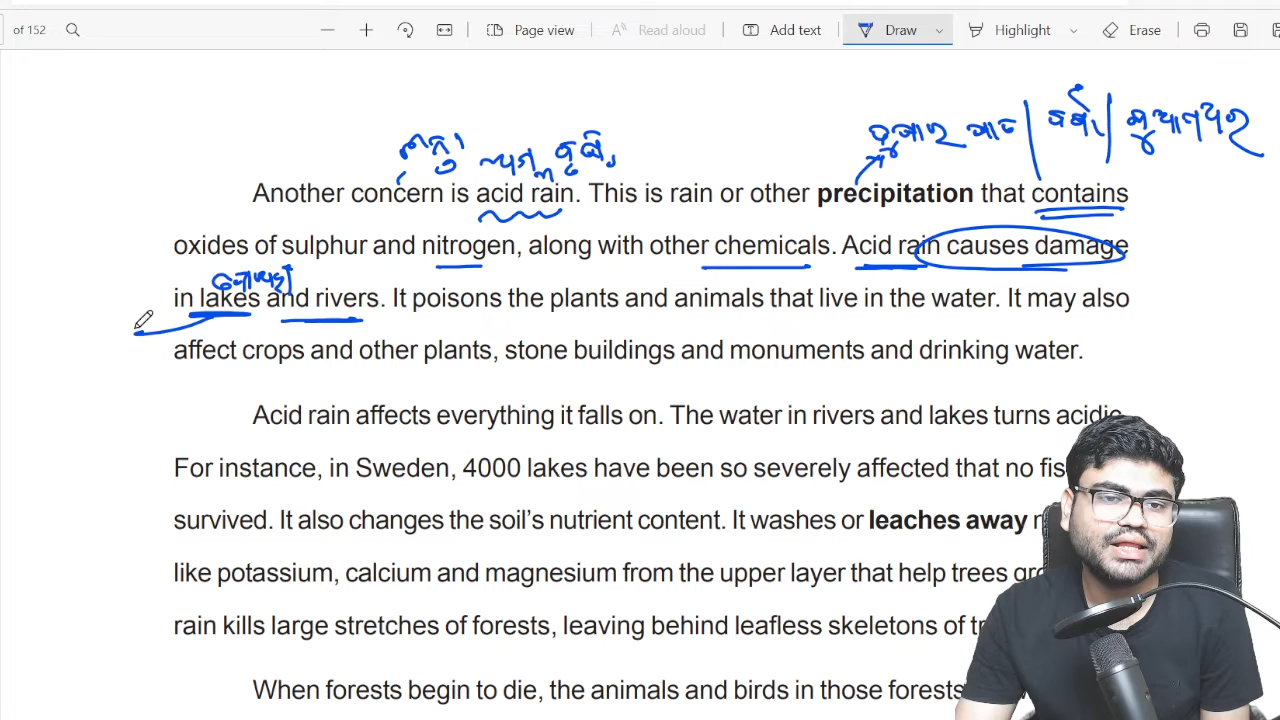 of 152
Page view
Read aloud
Add text
Draw
Highlight
Erase
ତୁଷାର ପାତ | ବର୍ଷା | କୁଆପଥର
Another concern is acid rain. This is rain or other precipitation that contains
oxides of sulphur and nitrogen, along with other chemicals. Acid rain causes damage
in lakes and rivers. It poisons the plants and animals that live in the water. It may also
affect crops and other plants, stone buildings and monuments and drinking water.
Acid rain affects everything it falls on. The water in rivers and lakes turns acidic.
For instance, in Sweden, 4000 lakes have been so severely affected that no
survived. It also changes the soil's nutrient content. It washes or leaches away
like potassium, calcium and magnesium from the upper layer that help trees
rain kills large stretches of forests, leaving behind leafless skeletons of
When forests begin to die, the animals and birds in those forests